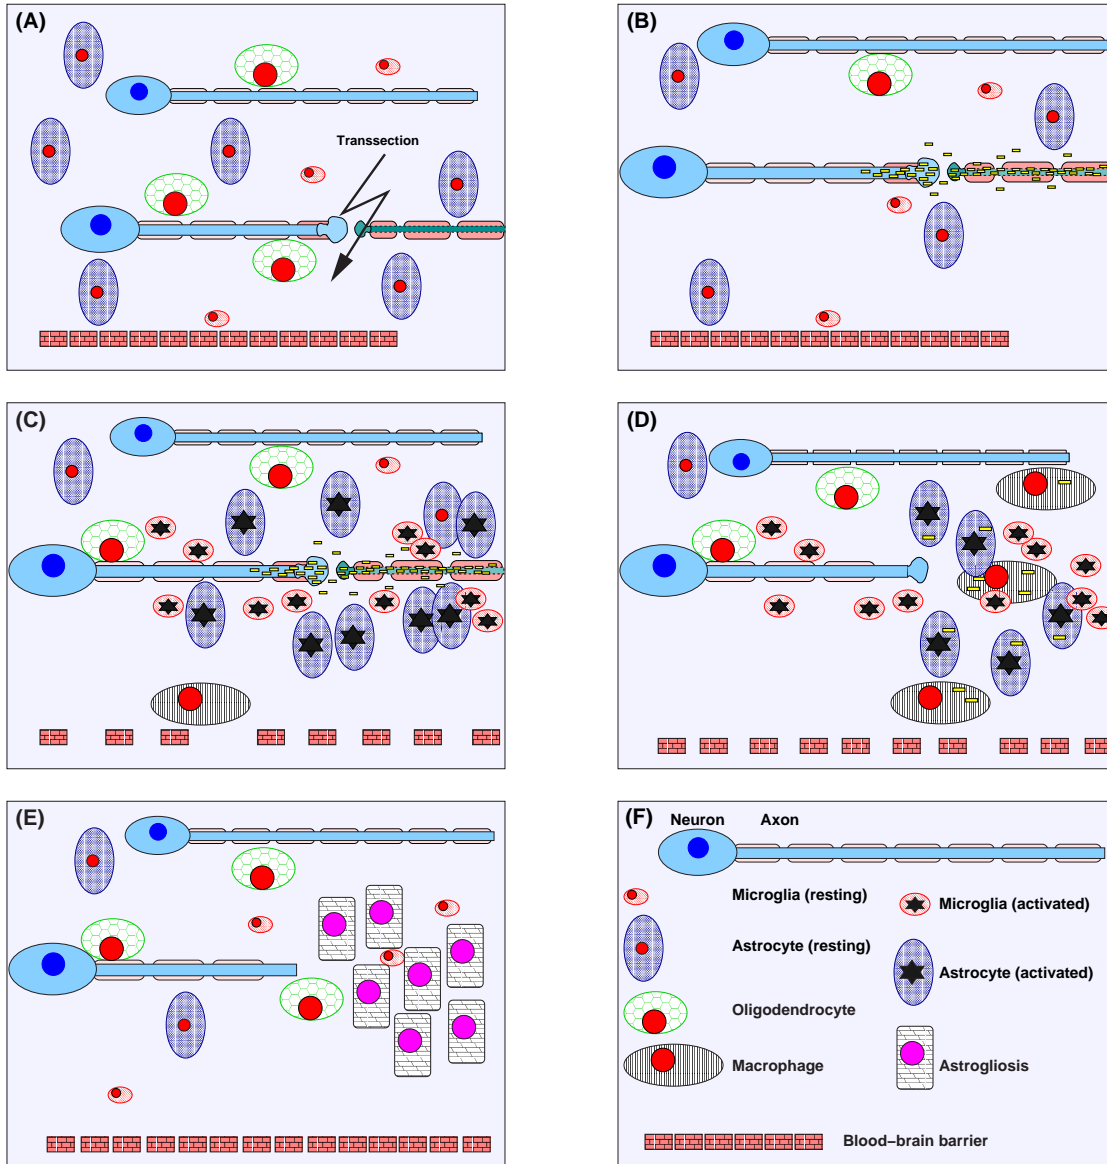 (A)
Transsection
(B)
(C)
(D)
(E)
(F)
Neuron
Axon
Microglia (resting)
Microglia (activated)
Astrocyte (resting)
Astrocyte (activated)
Oligodendrocyte
Macrophage
Astrogliosis
Blood–brain barrier